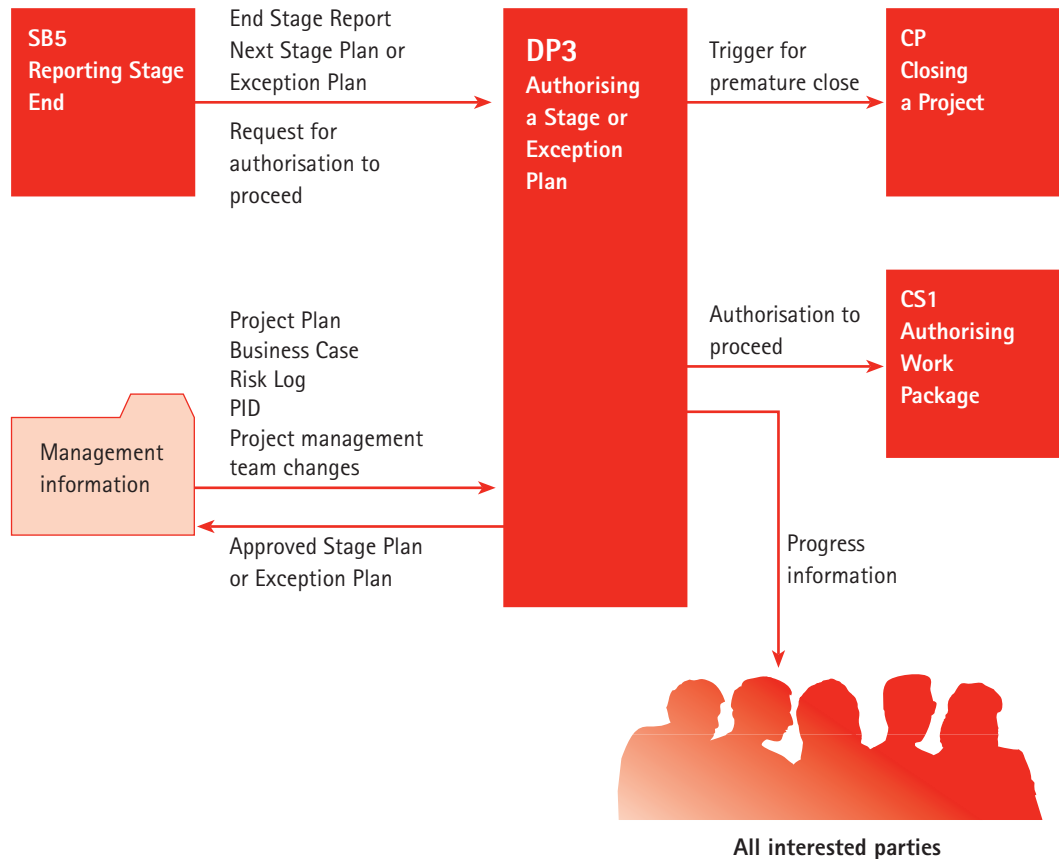 SB5
Reporting Stage
End
End Stage Report
Next Stage Plan or
Exception Plan
Request for
authorisation to
proceed
DP3
Authorising
a Stage or
Exception
Plan
Trigger for
premature close
CP
Closing
a Project
Authorisation to
proceed
CS1
Authorising
Work
Package
Management
information
Project Plan
Business Case
Risk Log
PID
Project management
team changes
Approved Stage Plan
or Exception Plan
Progress
information
All interested parties